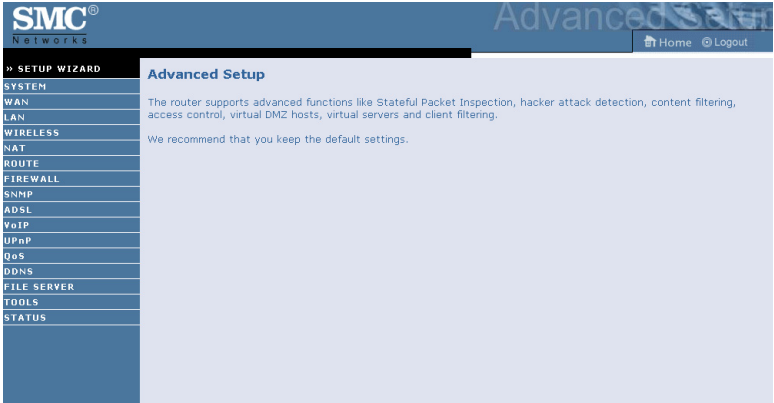 SMC®
Networks
Advanced Setup
Home Logout
» SETUP WIZARD
SYSTEM
WAN
LAN
WIRELESS
NAT
ROUTE
FIREWALL
SNMP
ADSL
VoIP
UPnP
QoS
DDNS
FILE SERVER
TOOLS
STATUS
Advanced Setup
The router supports advanced functions like Stateful Packet Inspection, hacker attack detection, content filtering,
access control, virtual DMZ hosts, virtual servers and client filtering.
We recommend that you keep the default settings.